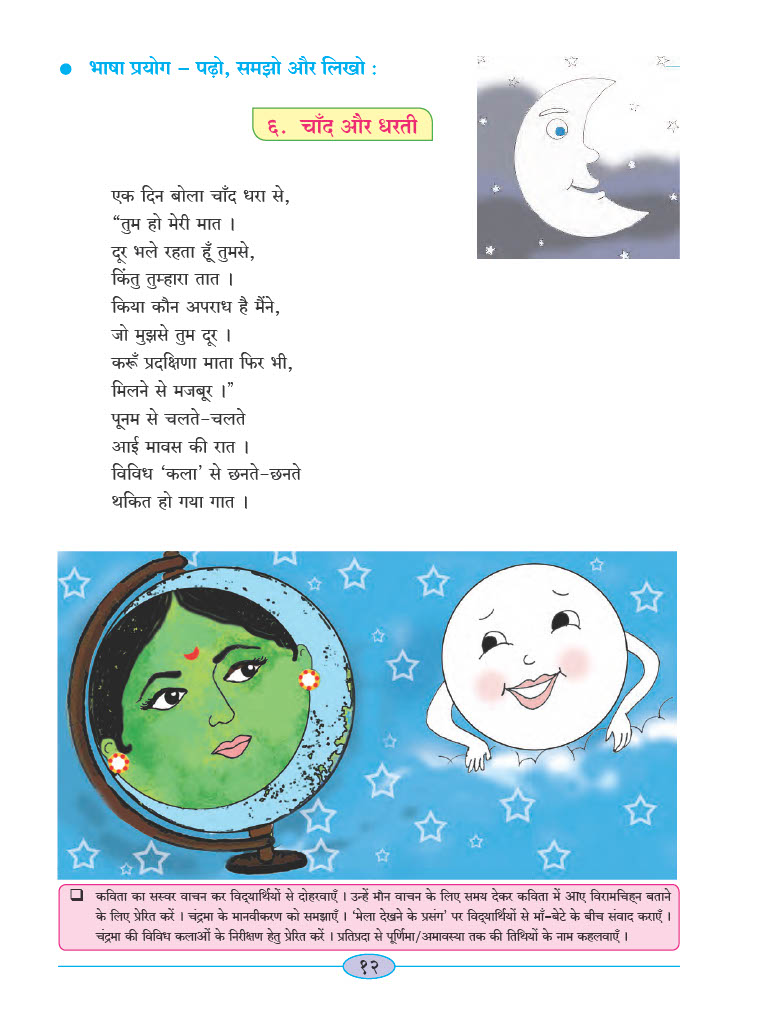 ● भाषा प्रयोग – पढ़ो, समझो और लिखो :
६. चाँद और धरती
एक दिन बोला चाँद धरा से,
“तुम हो मेरी मात ।
दूर भले रहता हूँ तुमसे,
किंतु तुम्हारा तात ।
किया कौन अपराध है मैंने,
जो मुझसे तुम दूर ।
करूँ प्रदक्षिणा माता फिर भी,
मिलने से मजबूर ।”
पूनम से चलते-चलते
आई मावस की रात ।
विविध ‘कला’ से छनते-छनते
थकित हो गया गात ।
❑ कविता का सस्वर वाचन कर विद्यार्थियों से दोहरवाएँ । उन्हें मौन वाचन के लिए समय देकर कविता में आए विरामचिह्न बताने
के लिए प्रेरित करें । चंद्रमा के मानवीकरण को समझाएँ । ‘मेला देखने के प्रसंग’ पर विद्यार्थियों से माँ-बेटे के बीच संवाद कराएँ ।
चंद्रमा की विविध कलाओं के निरीक्षण हेतु प्रेरित करें । प्रतिप्रदा से पूर्णिमा/अमावस्या तक की तिथियों के नाम कहलवाएँ ।
१२